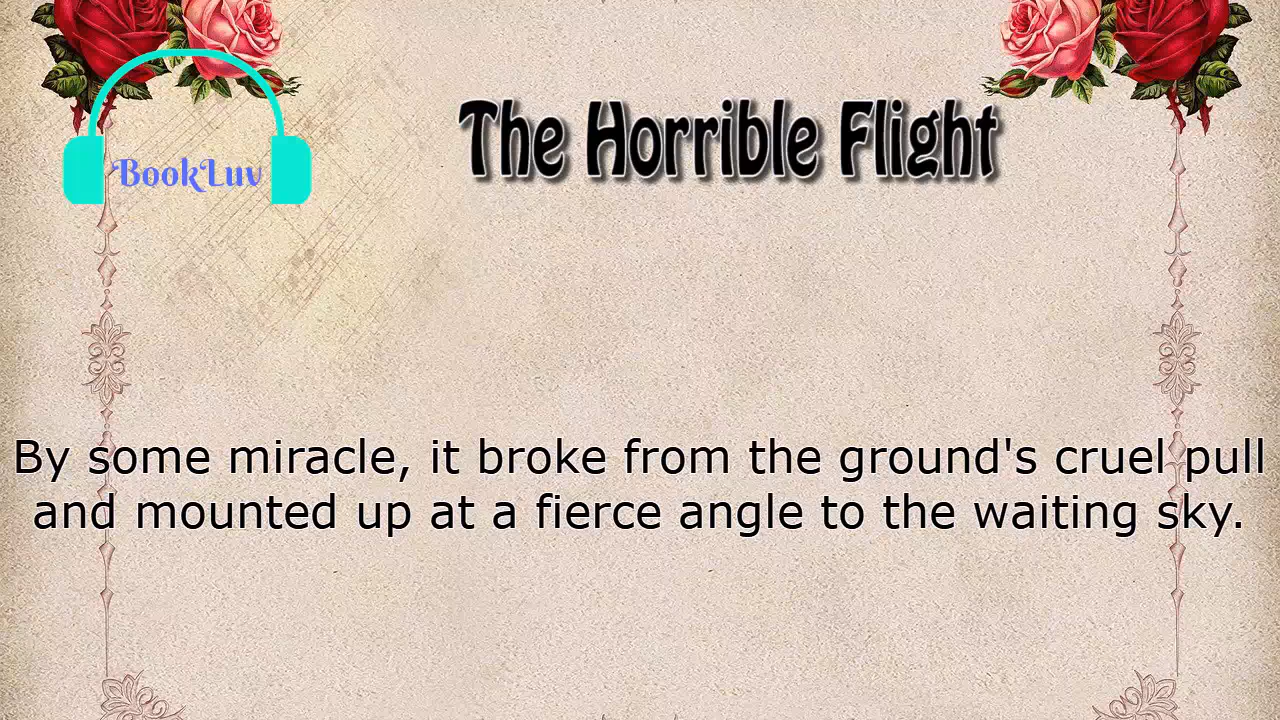 The Horrible Flight
BookLuv
By some miracle, it broke from the ground's cruel pull
and mounted up at a fierce angle to the waiting sky.